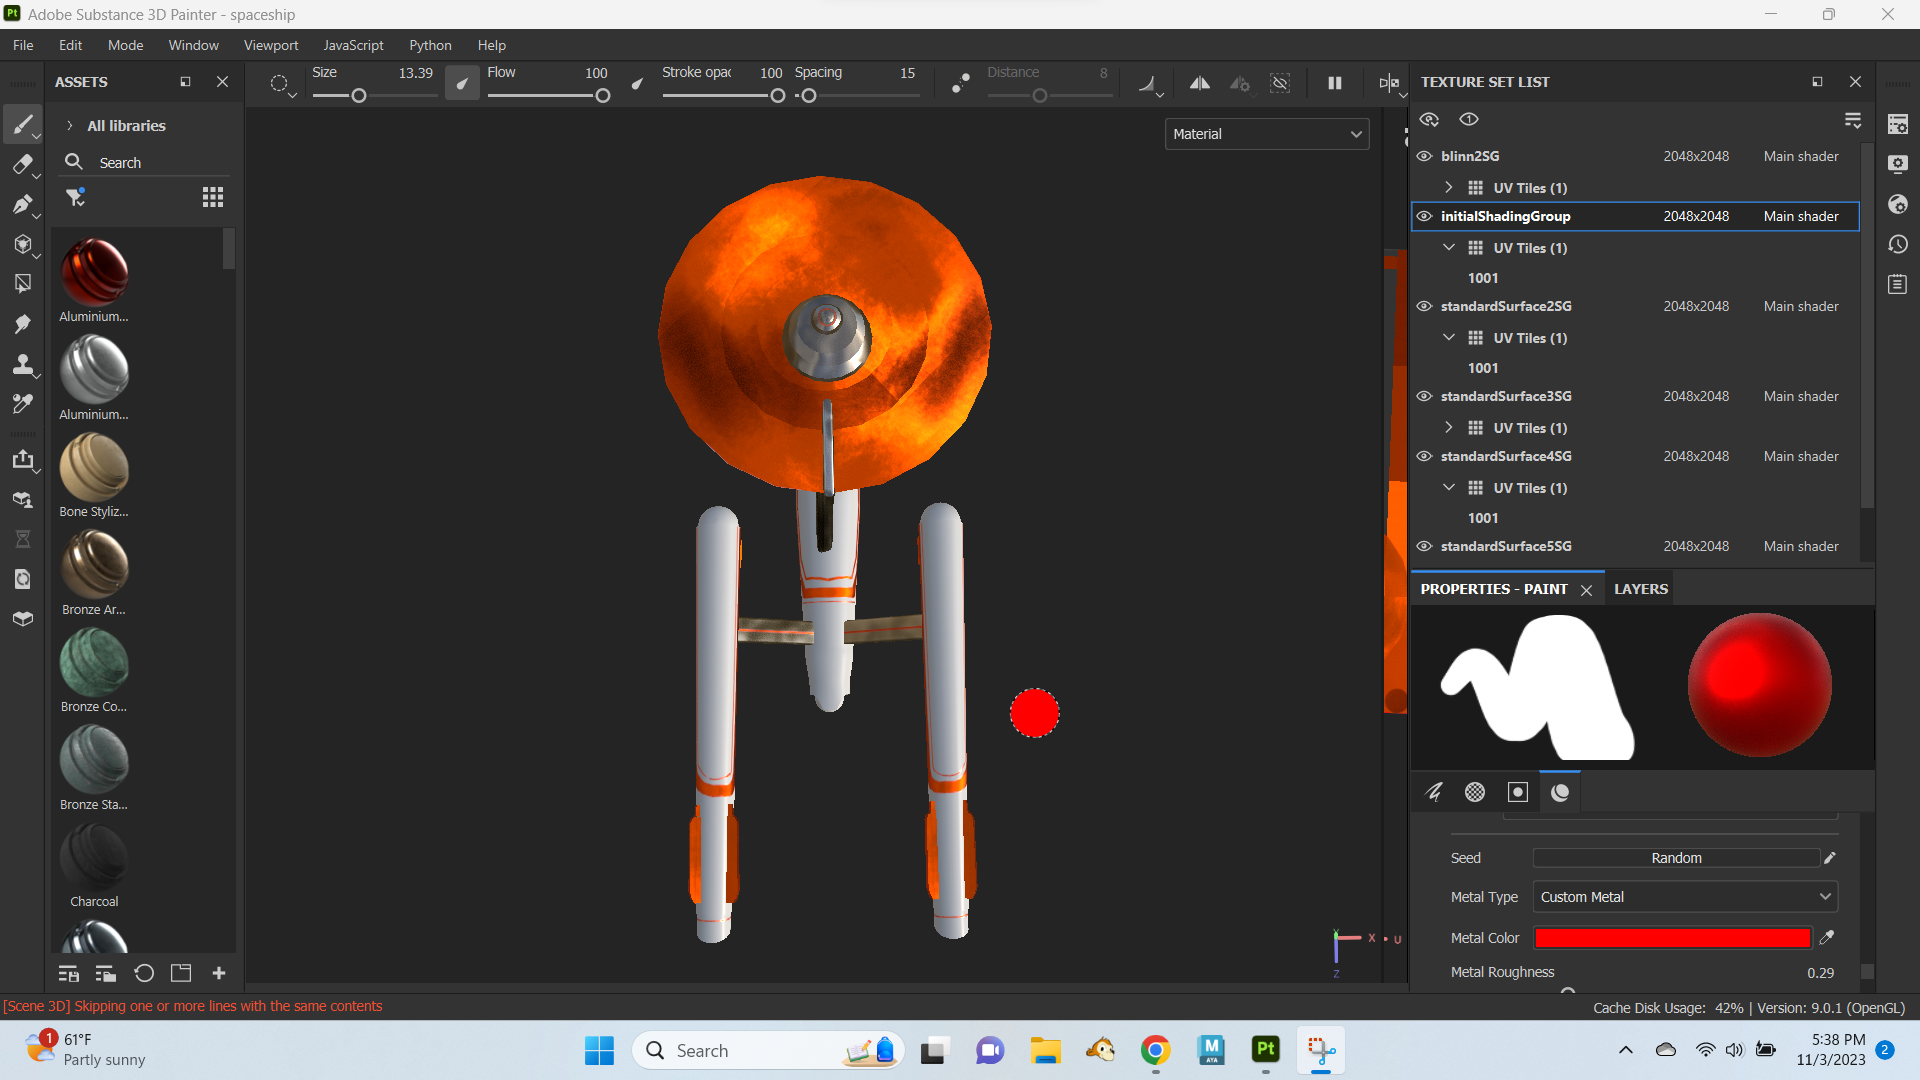 Pt Adobe Substance 3D Painter - spaceship
File Edit Mode Window Viewport JavaScript Python Help
ASSETS
All libraries
Search
Aluminium...
Aluminium...
Bone Styliz...
Bronze Ar...
Bronze Co...
Bronze Sta...
Charcoal
Size 13.39 Flow 100 Stroke opac 100 Spacing 15 Distance 8
Material
X
Z
U
TEXTURE SET LIST
1
blinn2SG 2048x2048 Main shader
UV Tiles (1)
initialShadingGroup 2048x2048 Main shader
UV Tiles (1)
1001
standardSurface2SG 2048x2048 Main shader
UV Tiles (1)
1001
standardSurface3SG 2048x2048 Main shader
UV Tiles (1)
standardSurface4SG 2048x2048 Main shader
UV Tiles (1)
1001
standardSurface5SG 2048x2048 Main shader
PROPERTIES - PAINT LAYERS
Seed Random
Metal Type Custom Metal
Metal Color
Metal Roughness 0.29
[Scene 3D] Skipping one or more lines with the same contents
Cache Disk Usage: 42% | Version: 9.0.1 (OpenGL)
1
61°F
Partly sunny
Search
M
AYA
Pt
5:38 PM
11/3/2023
2